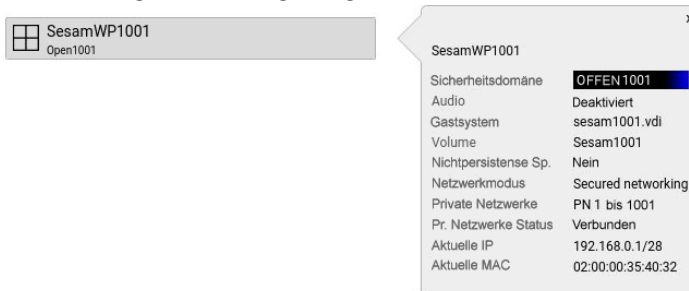 SesamWP1001
Open1001
SesamWP1001
Sicherheitsdomäne OFFEN1001
Audio Deaktiviert
Gastsystem sesam1001.vdi
Volume Sesam1001
Nichtpersistense Sp. Nein
Netzwerkmodus Secured networking
Private Netzwerke PN 1 bis 1001
Pr. Netzwerke Status Verbunden
Aktuelle IP 192.168.0.1/28
Aktuelle MAC 02:00:00:35:40:32